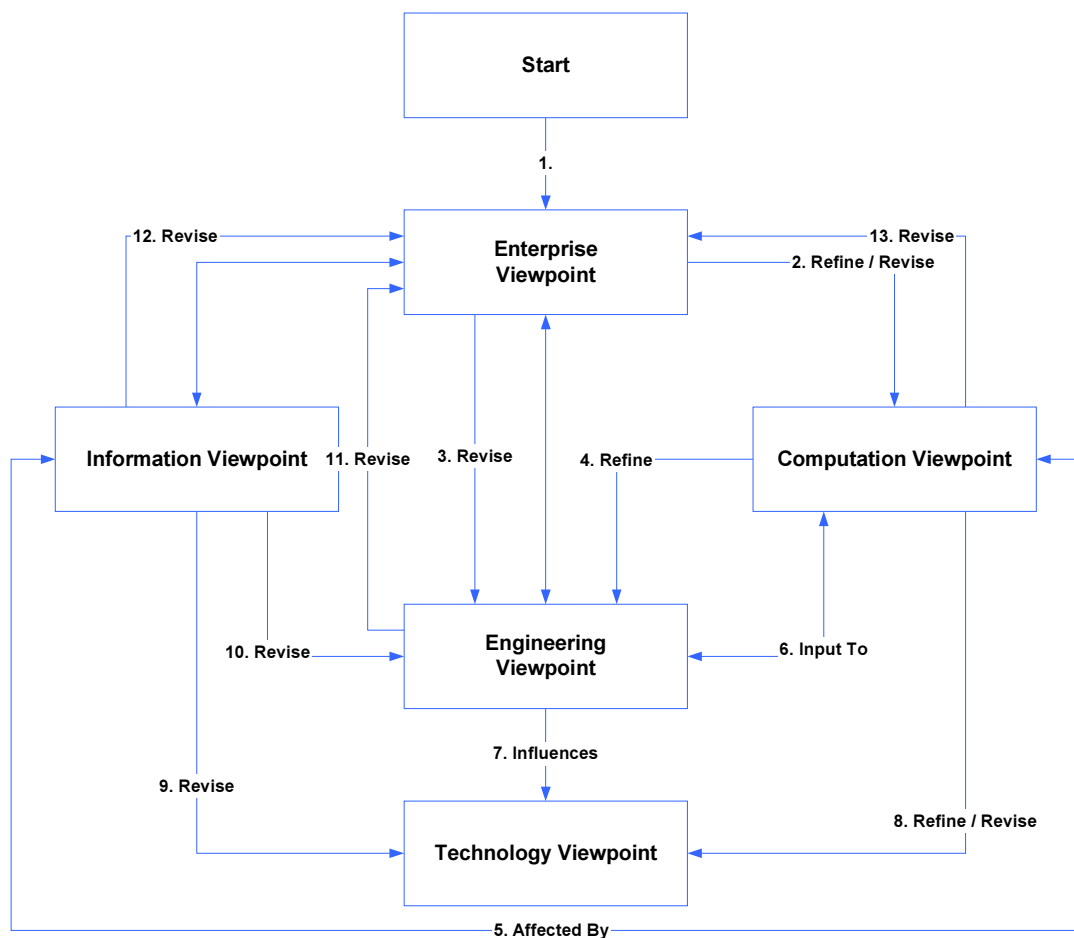 Start
1.
12. Revise
13. Revise
Enterprise
Viewpoint
2. Refine / Revise
Information Viewpoint
11. Revise
3. Revise
4. Refine
Computation Viewpoint
10. Revise
Engineering
Viewpoint
6. Input To
7. Influences
9. Revise
8. Refine / Revise
Technology Viewpoint
5. Affected By